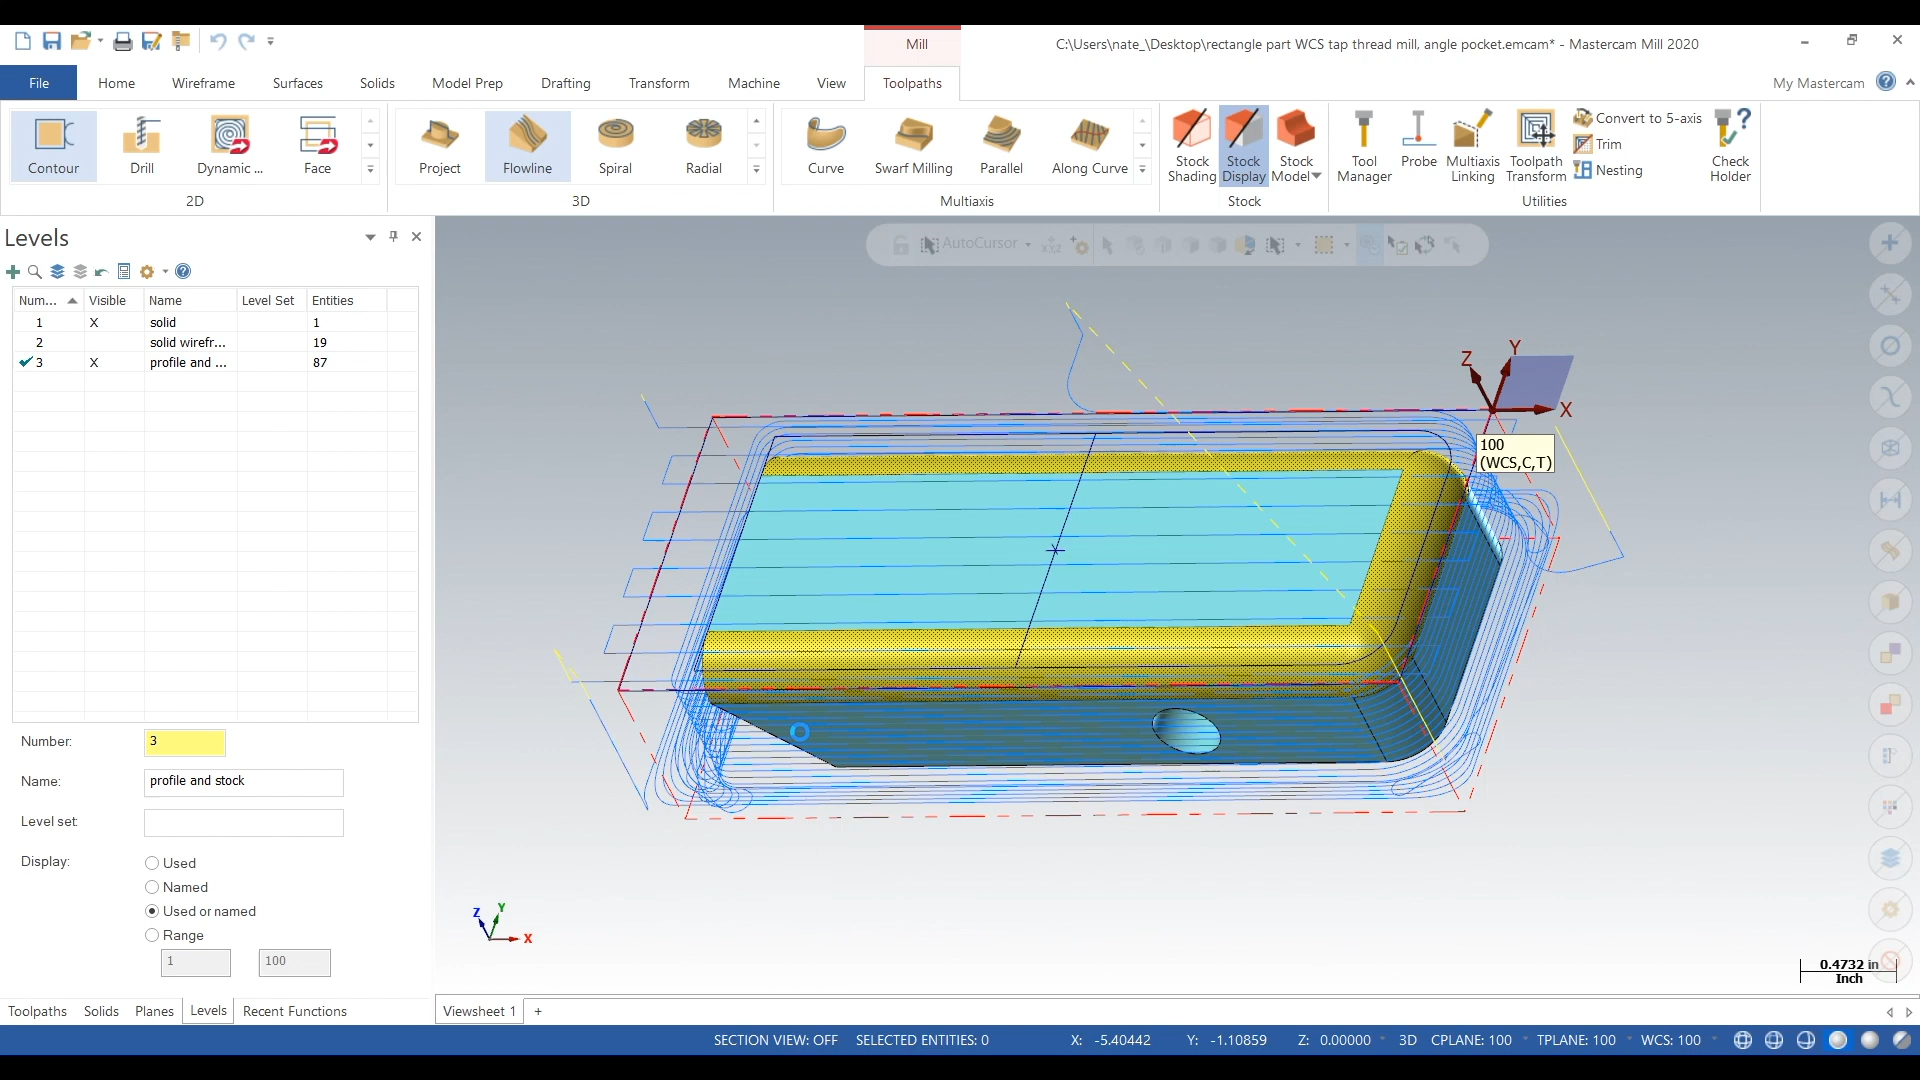 Mill
C:\Users\nate_\Desktop\rectangle part WCS tap thread mill, angle pocket.emcam* - Mastercam Mill 2020
File
Home
Wireframe
Surfaces
Solids
Model Prep
Drafting
Transform
Machine
View
Toolpaths
My Mastercam
Contour
Drill
Dynamic ...
Face
Project
Flowline
Spiral
Radial
Curve
Swarf Milling
Parallel
Along Curve
Stock Shading
Stock Display
Stock Model
Tool Manager
Probe
Multiaxis Linking
Toolpath Transform
Convert to 5-axis
Trim
Nesting
Check Holder
2D
3D
Multiaxis
Stock
Utilities
Levels
AutoCursor
Num... Visible Name Level Set Entities
1 X solid 1
2 solid wirefr... 19
3 X profile and ... 87
Z
Y
X
100
(WCS,C,T)
Number: 3
Name: profile and stock
Level set
Display: Used
Named
Used or named
Range
1 100
Z
Y
X
0.4732 in
Inch
Toolpaths Solids Planes Levels Recent Functions
Viewsheet 1 +
SECTION VIEW: OFF SELECTED ENTITIES: 0 X: -5.40442 Y: -1.10859 Z: 0.00000 3D CPLANE: 100 TPLANE: 100 WCS: 100